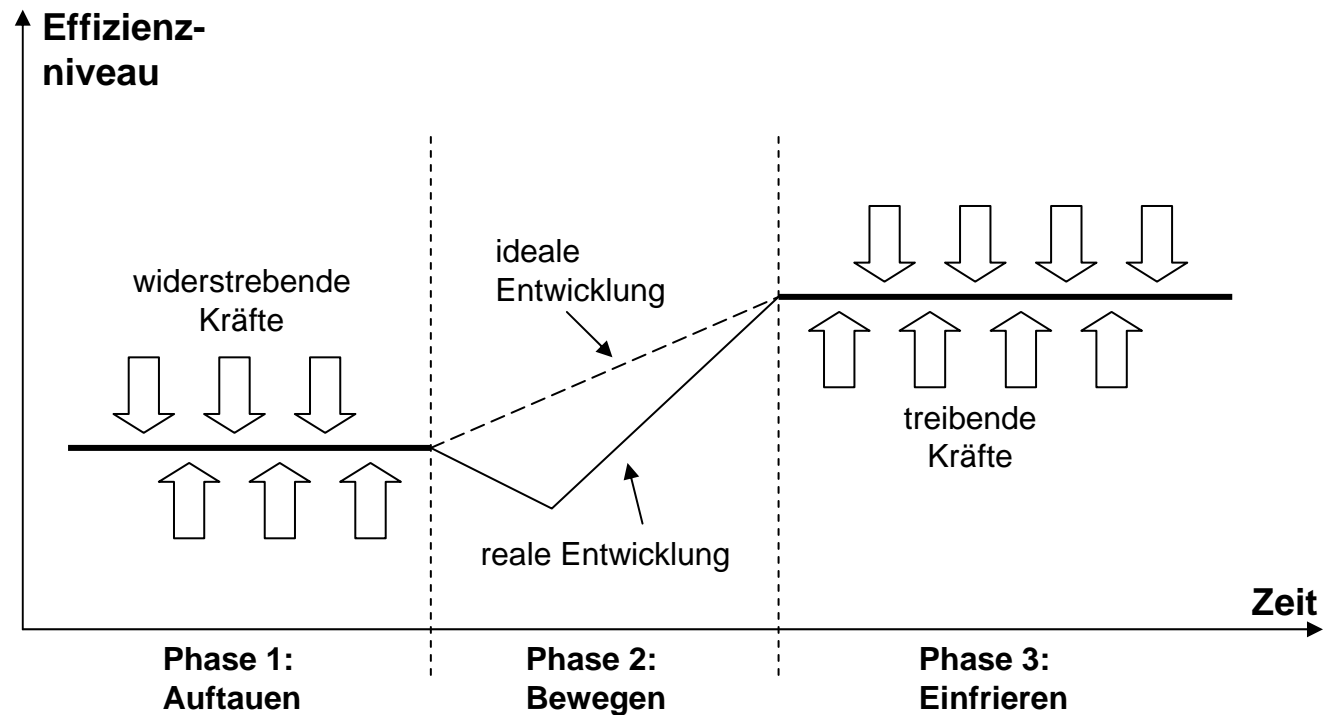 Effizienz-
niveau
ideale
Entwicklung
widerstrebende
Kräfte
treibende
Kräfte
reale Entwicklung
Zeit
Phase 1:
Auftauen
Phase 2:
Bewegen
Phase 3:
Einfrieren